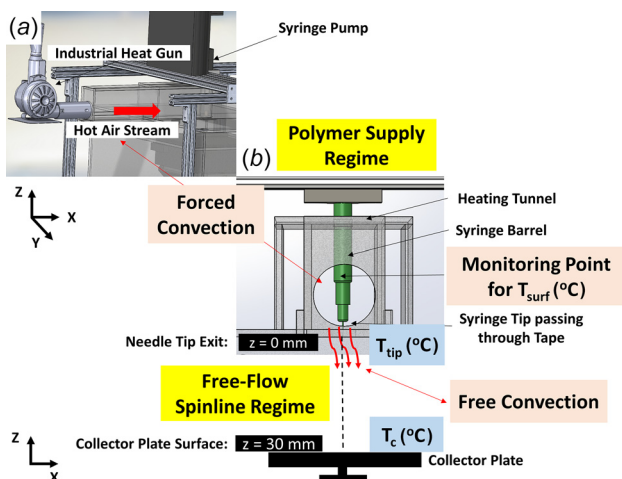 (a)
Syringe Pump
Industrial Heat Gun
Hot Air Stream
Z
X
Y
(b)
Polymer Supply
Regime
Forced
Convection
Heating Tunnel
Syringe Barrel
Monitoring Point
for Tsurf (°C)
Syringe Tip passing
through Tape
Needle Tip Exit: z = 0 mm
Ttip (°C)
Free-Flow
Spinline Regime
Free Convection
Z
X
Collector Plate Surface: z = 30 mm
Tc (°C)
Collector Plate